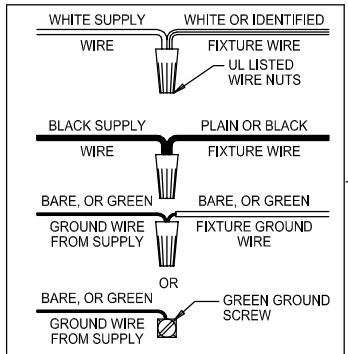 WHITE SUPPLY WHITE OR IDENTIFIED
WIRE FIXTURE WIRE
UL LISTED
WIRE NUTS
BLACK SUPPLY PLAIN OR BLACK
WIRE FIXTURE WIRE
BARE, OR GREEN BARE, OR GREEN
GROUND WIRE FIXTURE GROUND
FROM SUPPLY WIRE
OR
BARE, OR GREEN GREEN GROUND
GROUND WIRE SCREW
FROM SUPPLY